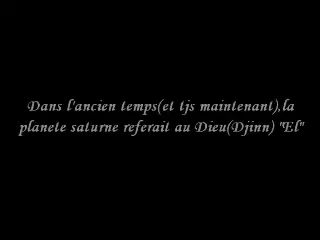 Dans l'ancien temps(et tjs maintenant),la
planete saturne referait au Dieu(Djinn) "El"